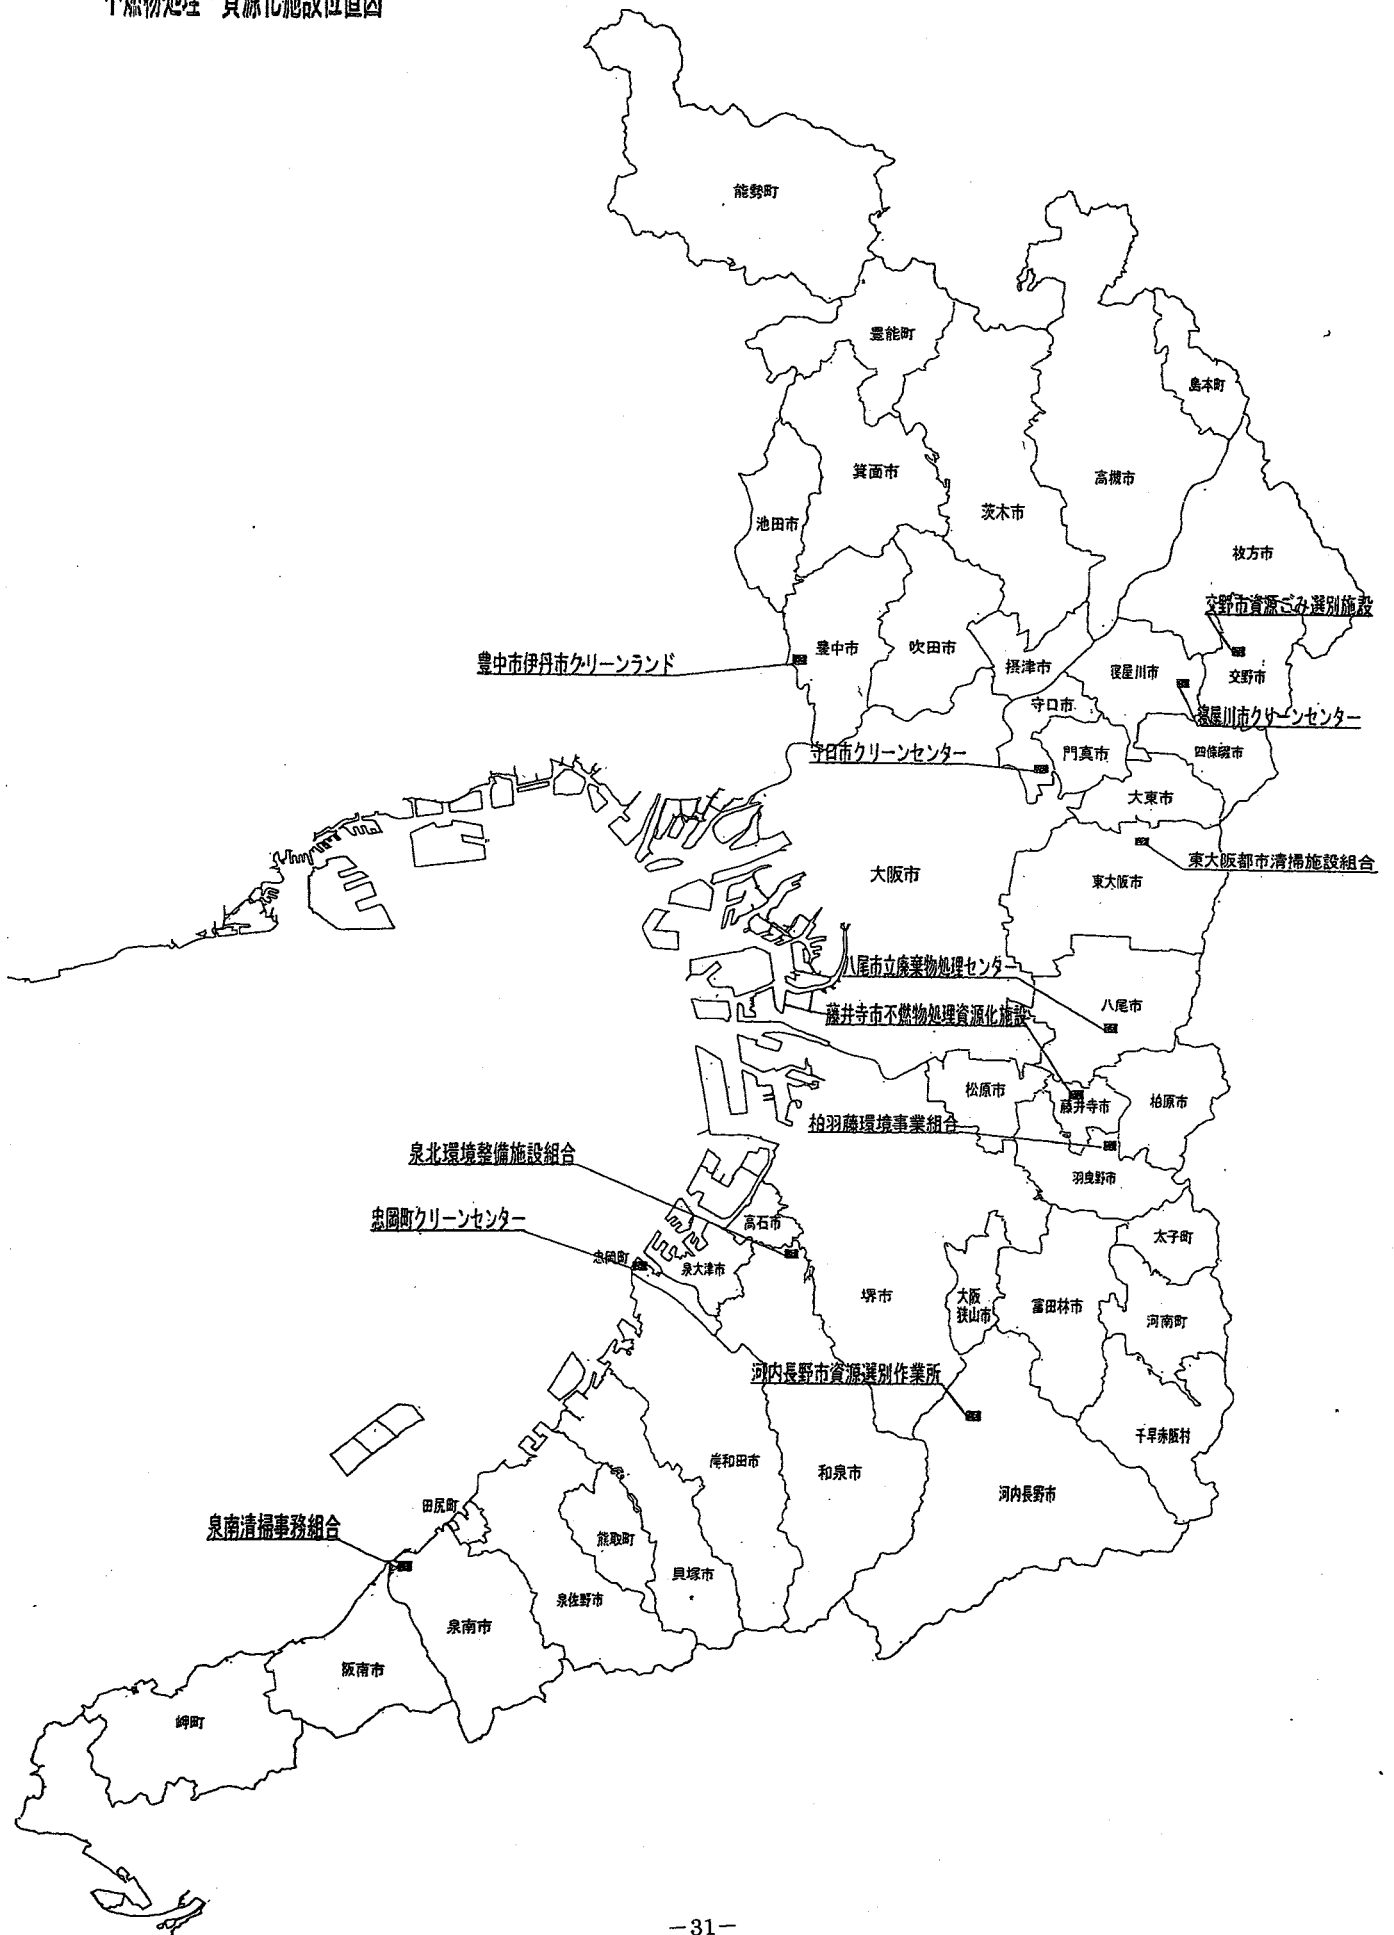 不燃物処理・資源化施設位置図
能勢町
豊能町
島本町
箕面市
高槻市
茨木市
池田市
枚方市
交野市資源ごみ選別施設
豊中市伊丹市クリーンランド
豊中市
吹田市
摂津市
寝屋川市
交野市
守口市
寝屋川市クリーンセンター
守口市クリーンセンター
門真市
四條畷市
大東市
東大阪都市清掃施設組合
大阪市
東大阪市
八尾市立廃棄物処理センター
八尾市
藤井寺市不燃物処理資源化施設
松原市
藤井寺市
柏原市
柏羽藤環境事業組合
泉北環境整備施設組合
羽曳野市
忠岡町クリーンセンター
高石市
太子町
忠岡町
泉大津市
堺市
大阪
狭山市
富田林市
河南町
河内長野市資源選別作業所
千早赤阪村
岸和田市
和泉市
河内長野市
田尻町
泉南清掃事務組合
熊取町
貝塚市
泉佐野市
泉南市
阪南市
岬町
－31－